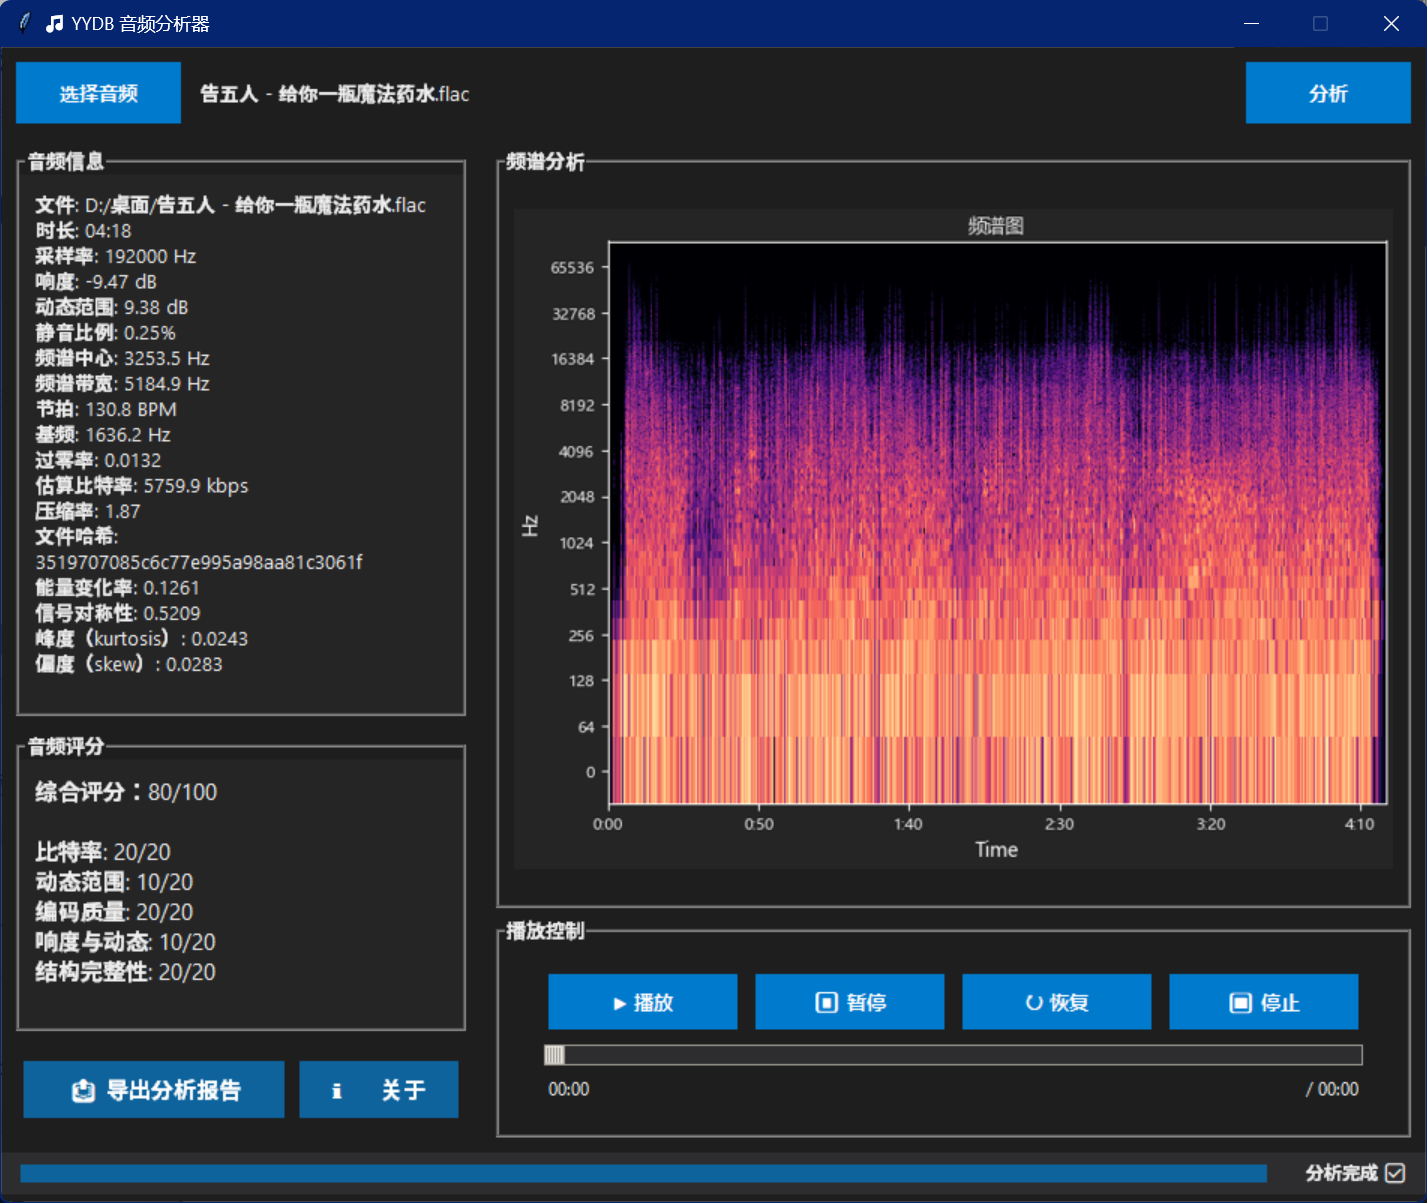 YYDB 音频分析器
选择音频
告五人 - 给你一瓶魔法药水.flac
分析
音频信息
文件: D:/桌面/告五人 - 给你一瓶魔法药水.flac
时长: 04:18
采样率: 192000 Hz
响度: -9.47 dB
动态范围: 9.38 dB
静音比例: 0.25%
频谱中心: 3253.5 Hz
频谱带宽: 5184.9 Hz
节拍: 130.8 BPM
基频: 1636.2 Hz
过零率: 0.0132
估算比特率: 5759.9 kbps
压缩率: 1.87
文件哈希:
3519707085c6c77e995a98aa81c3061f
能量变化率: 0.1261
信号对称性: 0.5209
峰度（kurtosis）: 0.0243
偏度（skew）: 0.0283
音频评分
综合评分：80/100
比特率: 20/20
动态范围: 10/20
编码质量: 20/20
响度与动态: 10/20
结构完整性: 20/20
导出分析报告
关于
频谱分析
频谱图
65536
32768
16384
8192
4096
2048
1024
512
256
128
64
0
Hz
0:00 0:50 1:40 2:30 3:20 4:10
Time
播放控制
播放
暂停
恢复
停止
00:00 / 00:00
分析完成